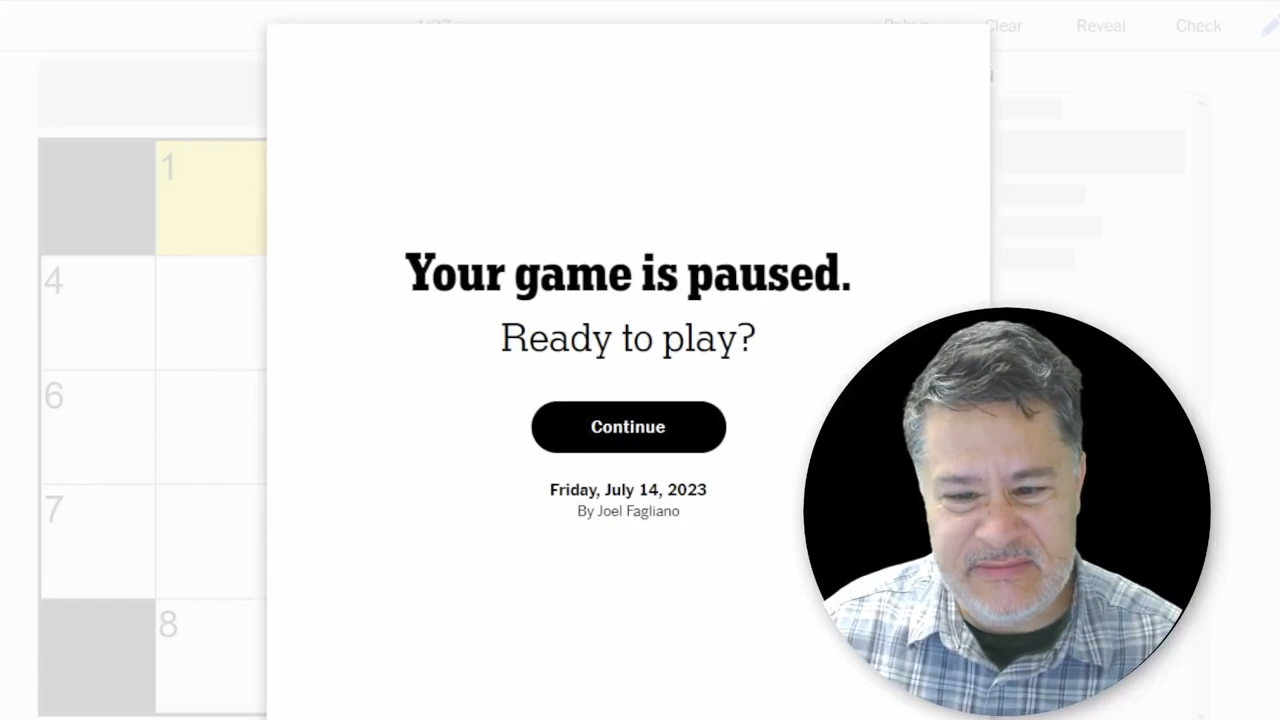 Clear
Reveal
Check
1
4
6
7
8
Your game is paused.
Ready to play?
Continue
Friday, July 14, 2023
By Joel Fagliano